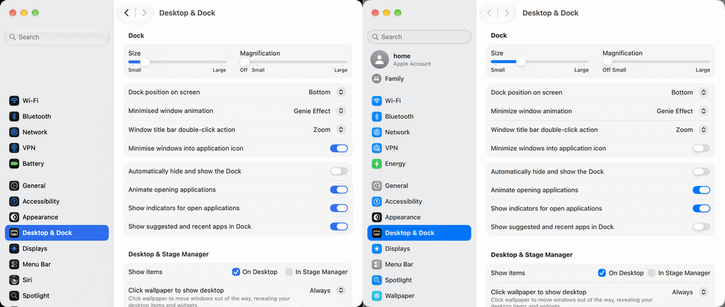 Desktop & Dock
Search
Wi-Fi
Bluetooth
Network
VPN
Battery
General
Accessibility
Appearance
Desktop & Dock
Displays
Menu Bar
Siri
Spotlight
Dock
Size
Magnification
Small
Large
Off
Small
Large
Dock position on screen
Bottom
Minimised window animation
Genie Effect
Window title bar double-click action
Zoom
Minimise windows into application icon
Automatically hide and show the Dock
Animate opening applications
Show indicators for open applications
Show suggested and recent apps in Dock
Desktop & Stage Manager
Show items
On Desktop
In Stage Manager
Click wallpaper to show desktop
Always
Click wallpaper to move windows out of the way, revealing your
desktop items and widgets.
Desktop & Dock
Search
home
Apple Account
Family
Wi-Fi
Bluetooth
Network
VPN
Energy
General
Accessibility
Appearance
Desktop & Dock
Displays
Menu Bar
Spotlight
Wallpaper
Dock
Size
Magnification
Small
Large
Off
Small
Large
Dock position on screen
Bottom
Minimize window animation
Genie Effect
Window title bar double-click action
Zoom
Minimize windows into application icon
Automatically hide and show the Dock
Animate opening applications
Show indicators for open applications
Show suggested and recent apps in Dock
Desktop & Stage Manager
Show items
On Desktop
In Stage Manager
Click wallpaper to show desktop
Always
Click wallpaper to move windows out of the way, revealing your
desktop items and widgets.